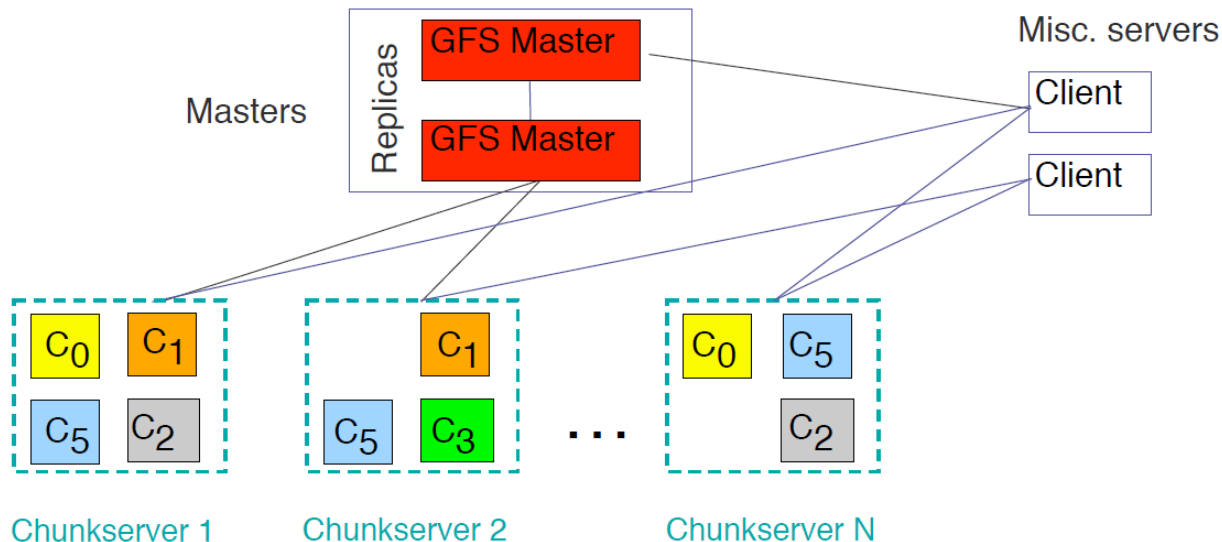 Masters
Replicas
GFS Master
GFS Master
Misc. servers
Client
Client
C0
C1
C5
C2
C1
C5
C3
...
C0
C5
C2
Chunkserver 1
Chunkserver 2
Chunkserver N